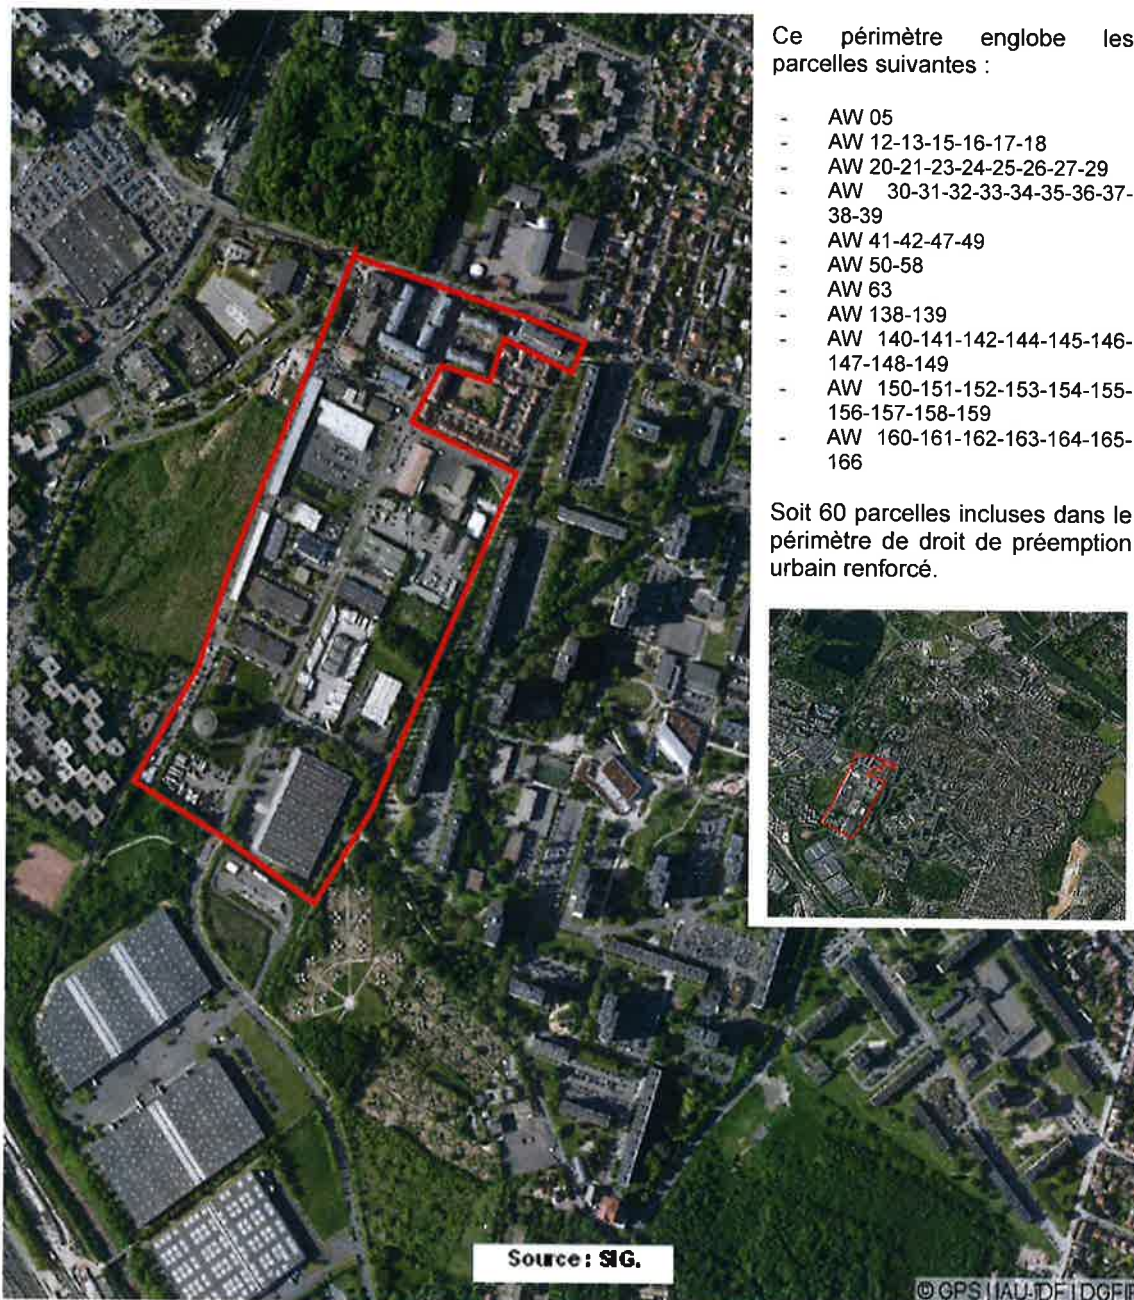 Ce périmètre englobe les
parcelles suivantes :
- AW 05
- AW 12-13-15-16-17-18
- AW 20-21-23-24-25-26-27-29
- AW 30-31-32-33-34-35-36-37-
38-39
- AW 41-42-47-49
- AW 50-58
- AW 63
- AW 138-139
- AW 140-141-142-144-145-146-
147-148-149
- AW 150-151-152-153-154-155-
156-157-158-159
- AW 160-161-162-163-164-165-
166
Soit 60 parcelles incluses dans le
périmètre de droit de préemption
urbain renforcé.
Source : SIG.
© GPS | IAU-IDF | DGFIP